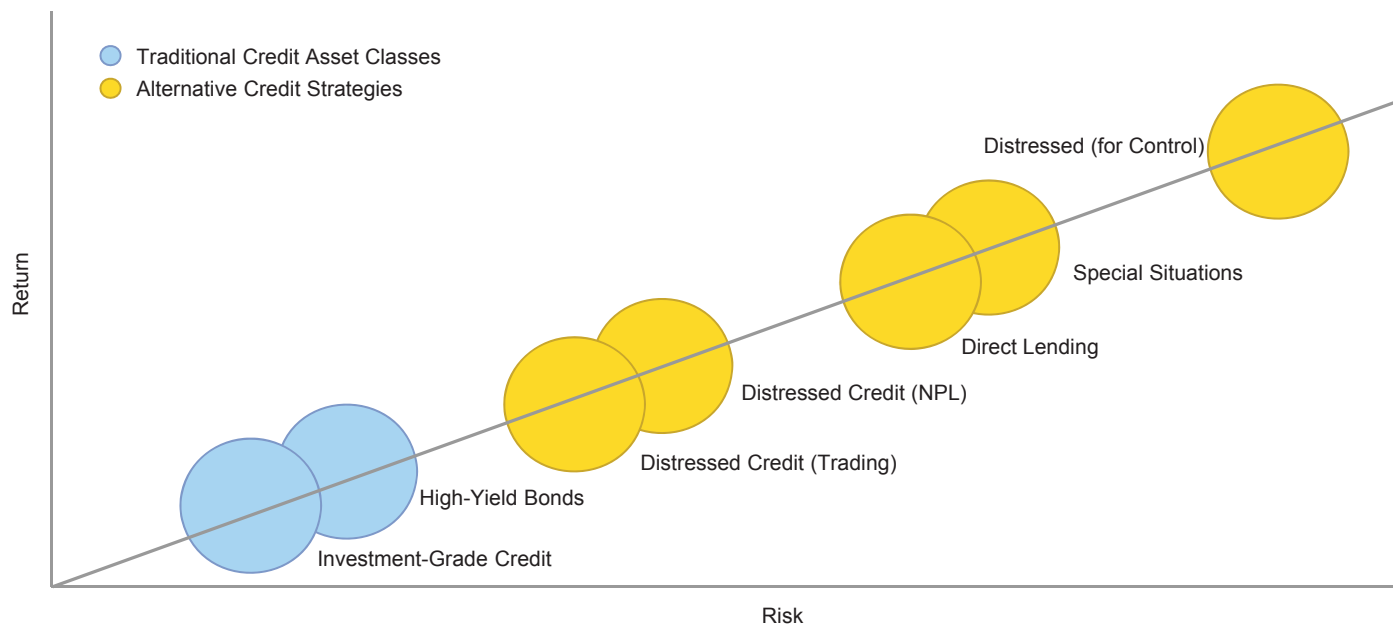 Traditional Credit Asset Classes
Alternative Credit Strategies
Distressed (for Control)
Special Situations
Return
Direct Lending
Distressed Credit (NPL)
Distressed Credit (Trading)
High-Yield Bonds
Investment-Grade Credit
Risk